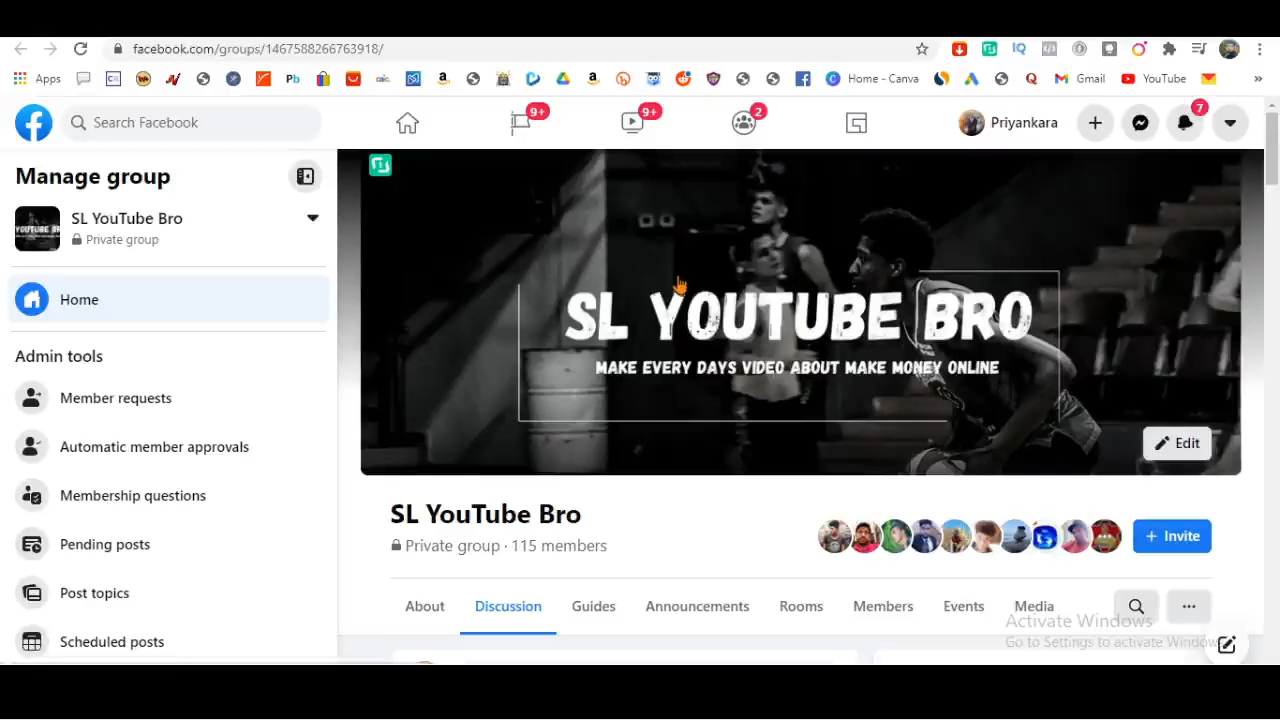 facebook.com/groups/1467588266763918/
Apps
Home - Canva
Gmail
YouTube
Search Facebook
9+
9+
2
Priyankara
7
Manage group
SL YouTube Bro
Private group
Home
Admin tools
Member requests
Automatic member approvals
Membership questions
Pending posts
Post topics
Scheduled posts
SL YOUTUBE BRO
MAKE EVERY DAYS VIDEO ABOUT MAKE MONEY ONLINE
Edit
SL YouTube Bro
Private group · 115 members
+ Invite
About
Discussion
Guides
Announcements
Rooms
Members
Events
Media
Activate Windows
Go to Settings to activate Window